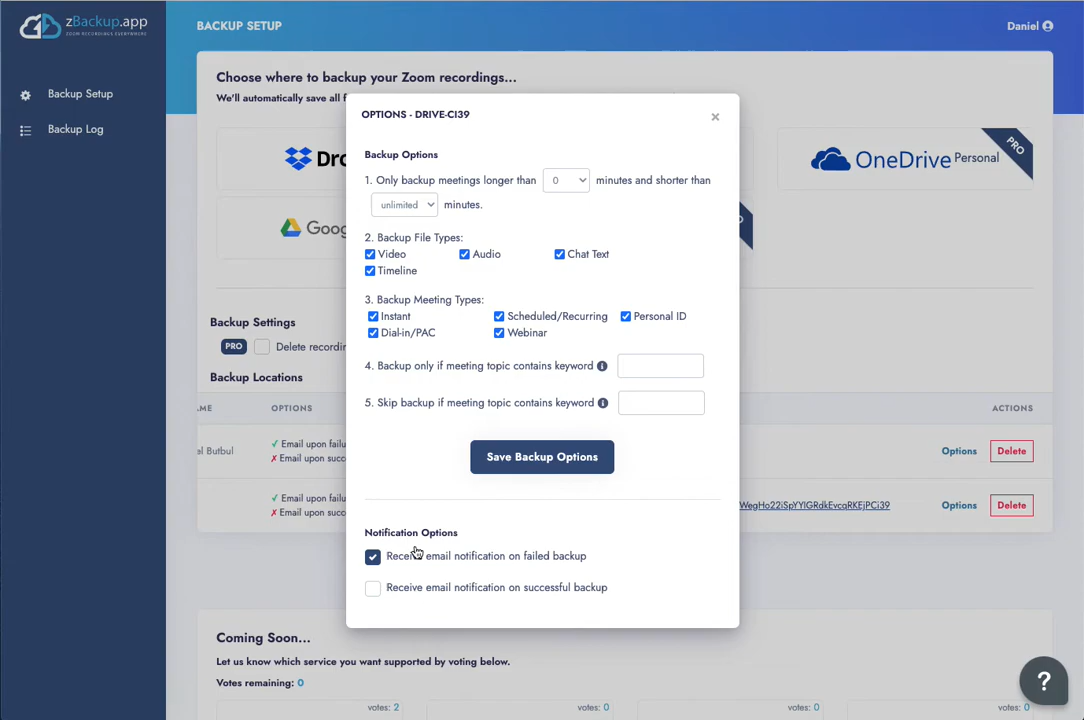 zBackup.app
ZOOM RECORDINGS EVERYWHERE
BACKUP SETUP
Daniel
Backup Setup
Backup Log
Choose where to backup your Zoom recordings...
We'll automatically save all f
Dro
OneDrive Personal
PRO
Goog
OPTIONS - DRIVE-CI39
×
Backup Options
1. Only backup meetings longer than 0 minutes and shorter than
unlimited minutes.
2. Backup File Types:
Video Audio Chat Text
Timeline
3. Backup Meeting Types:
Instant Scheduled/Recurring Personal ID
Dial-in/PAC Webinar
4. Backup only if meeting topic contains keyword
5. Skip backup if meeting topic contains keyword
Save Backup Options
Notification Options
Receive email notification on failed backup
Receive email notification on successful backup
Backup Settings
PRO Delete recordin
Backup Locations
AME OPTIONS ACTIONS
el Butbul ✓ Email upon failu Options Delete
✗ Email upon succ
✓ Email upon failu WegHo22iSpYYlGRdkEvcqRKEjPCi39 Options Delete
✗ Email upon succ
Coming Soon...
Let us know which service you want supported by voting below.
Votes remaining: 0
votes: 2 votes: 0 votes: 0 votes: 0
?